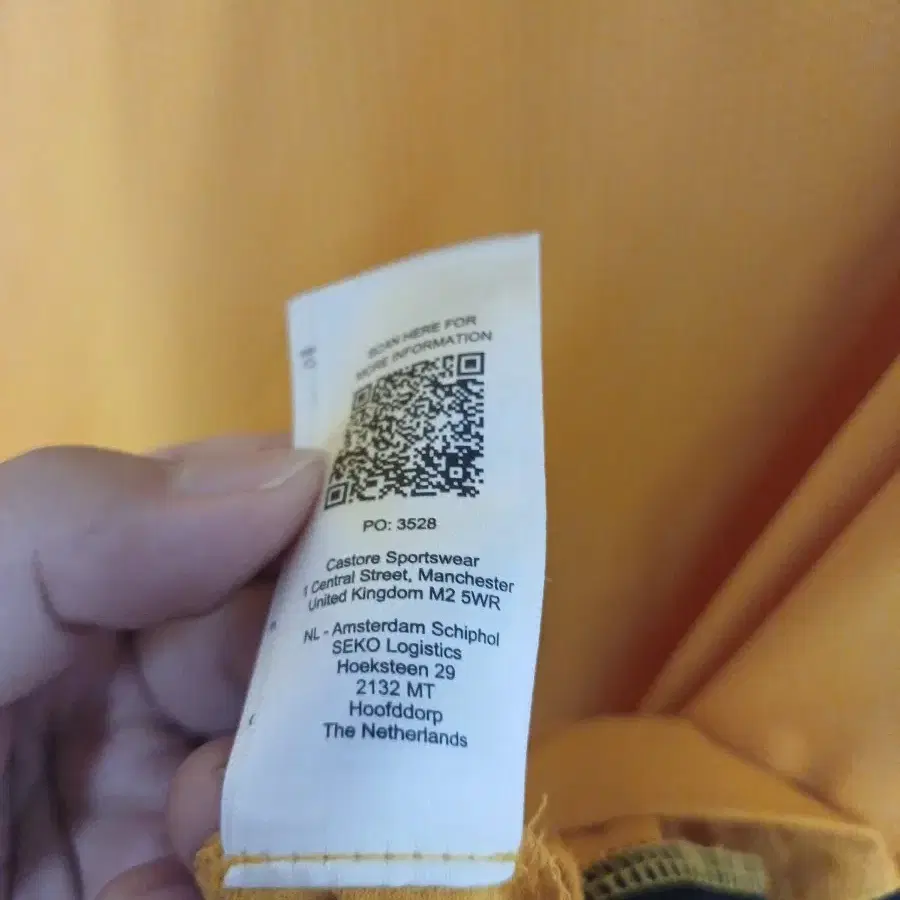 SCAN HERE FOR
MORE INFORMATION
PO: 3528
Castore Sportswear
1 Central Street, Manchester
United Kingdom M2 5WR
NL - Amsterdam Schiphol
SEKO Logistics
Hoeksteen 29
2132 MT
Hoofddorp
The Netherlands